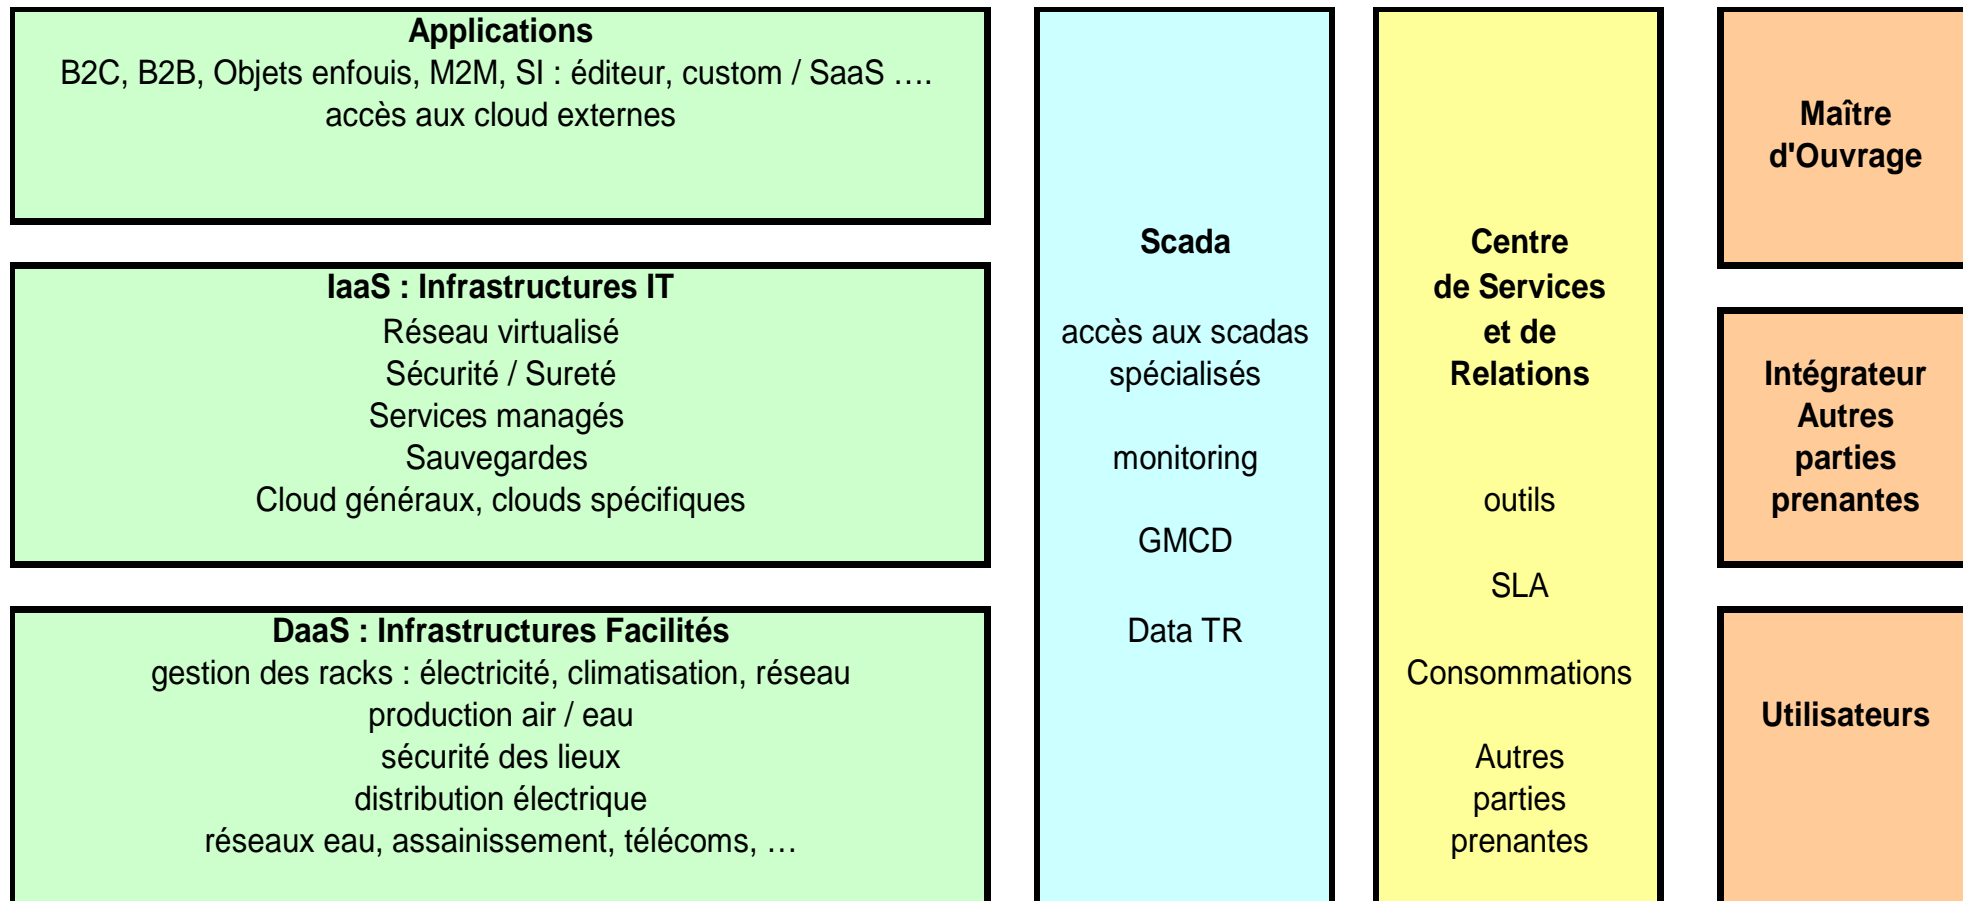 Applications
B2C, B2B, Objets enfouis, M2M, SI : éditeur, custom / SaaS ….
accès aux cloud externes
IaaS : Infrastructures IT
Réseau virtualisé
Sécurité / Sureté
Services managés
Sauvegardes
Cloud généraux, clouds spécifiques
DaaS : Infrastructures Facilités
gestion des racks : électricité, climatisation, réseau
production air / eau
sécurité des lieux
distribution électrique
réseaux eau, assainissement, télécoms, …
Scada
accès aux scadas
spécialisés
monitoring
GMCD
Data TR
Centre
de Services
et de
Relations
outils
SLA
Consommations
Autres
parties
prenantes
Maître
d'Ouvrage
Intégrateur
Autres
parties
prenantes
Utilisateurs